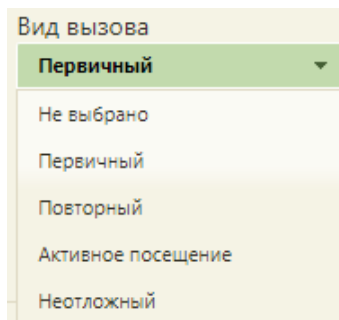 Вид вызова
Первичный
Не выбрано
Первичный
Повторный
Активное посещение
Неотложный